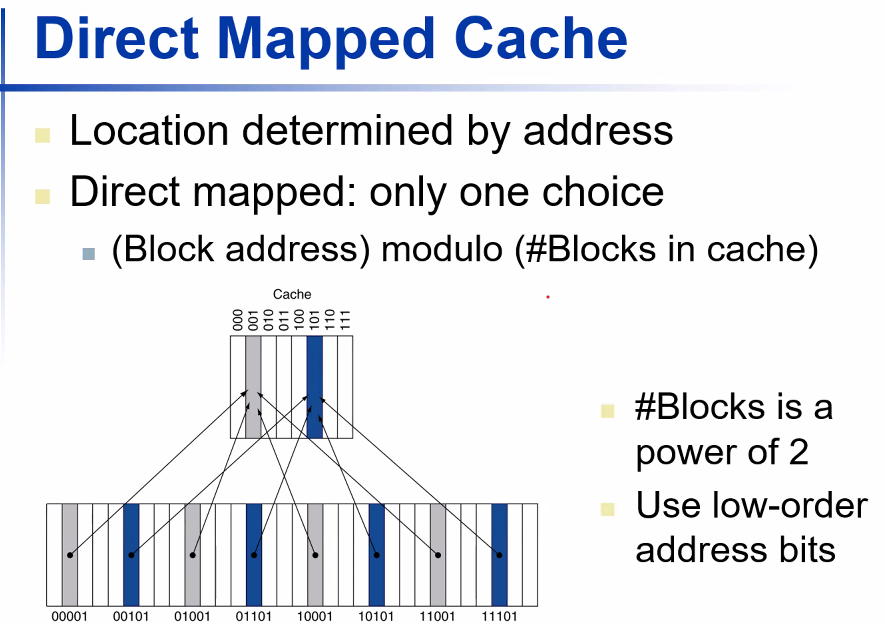 Direct Mapped Cache
Location determined by address
Direct mapped: only one choice
(Block address) modulo (#Blocks in cache)
Cache
000 001 010 011 100 101 110 111
#Blocks is a
power of 2
Use low-order
address bits
00001 00101 01001 01101 10001 10101 11001 11101